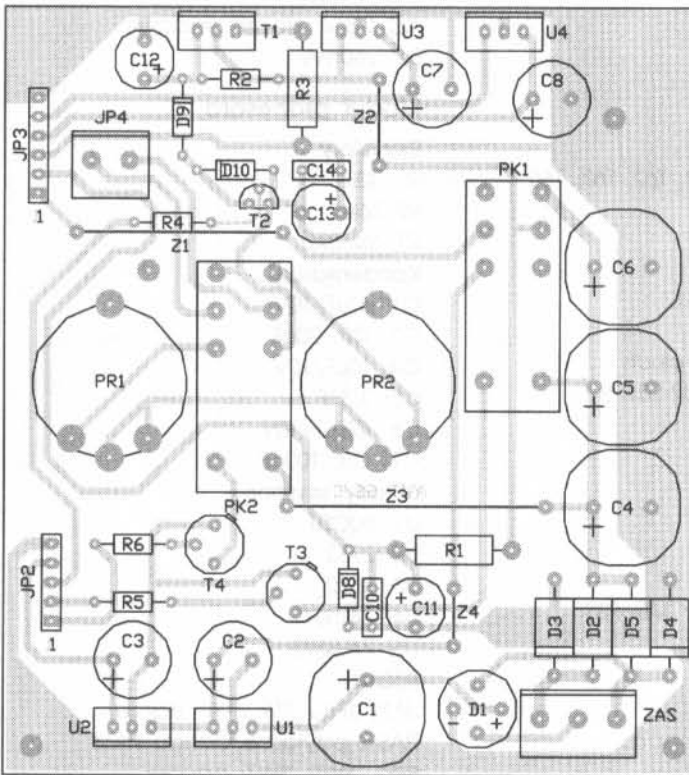 T1
U3
U4
C12
+
R2
R3
C7
+
C8
+
D9
Z2
JP3
JP4
D10
C14
PK1
1
T2
+
C13
R4
Z1
C6
+
PR1
PR2
C5
+
Z3
C4
+
PK2
R6
T4
T3
R1
JP2
R5
D8
C10
+
C11
Z4
1
D3
D2
D5
D4
C3
+
C2
+
+
C1
D1
-
+
ZAS
U2
U1